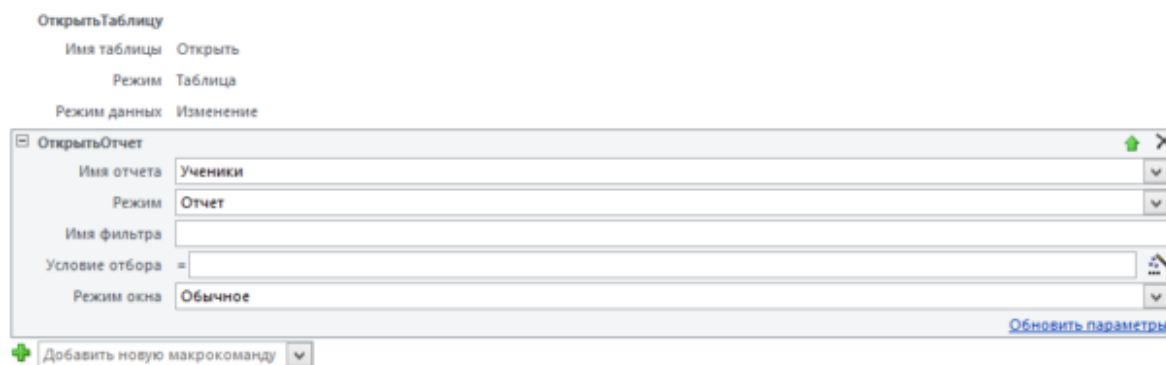 ОткрытьТаблицу
Имя таблицы Открыть
Режим Таблица
Режим данных Изменение
ОткрытьОтчет
Имя отчета Ученики
Режим Отчет
Имя фильтра
Условие отбора =
Режим окна Обычное
Обновить параметры
Добавить новую макрокоманду